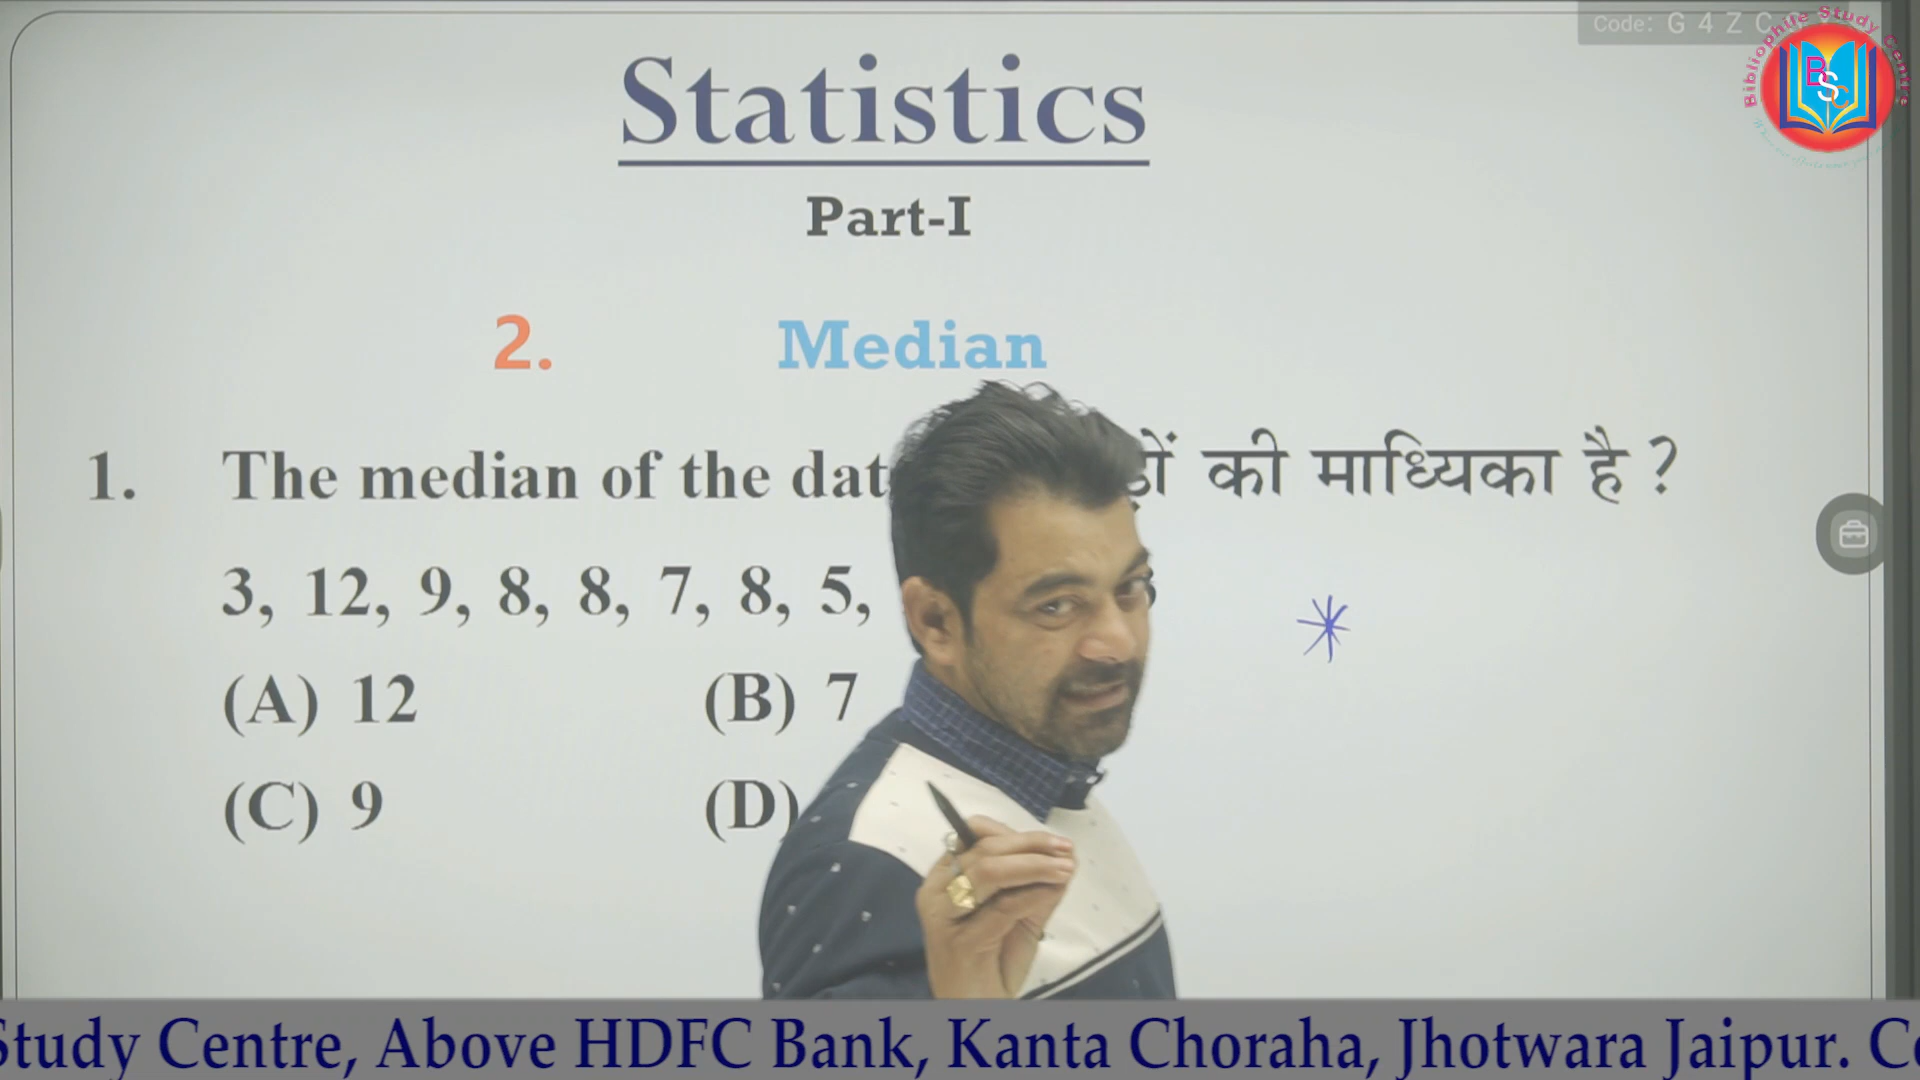 Code: G 4 Z C
Bibliophile Study Centre
BSC
Statistics
Part-I
2. Median
1. The median of the dat की माध्यिका है ?
3, 12, 9, 8, 8, 7, 8, 5,
(A) 12 (B) 7
(C) 9 (D)
Study Centre, Above HDFC Bank, Kanta Choraha, Jhotwara Jaipur. C